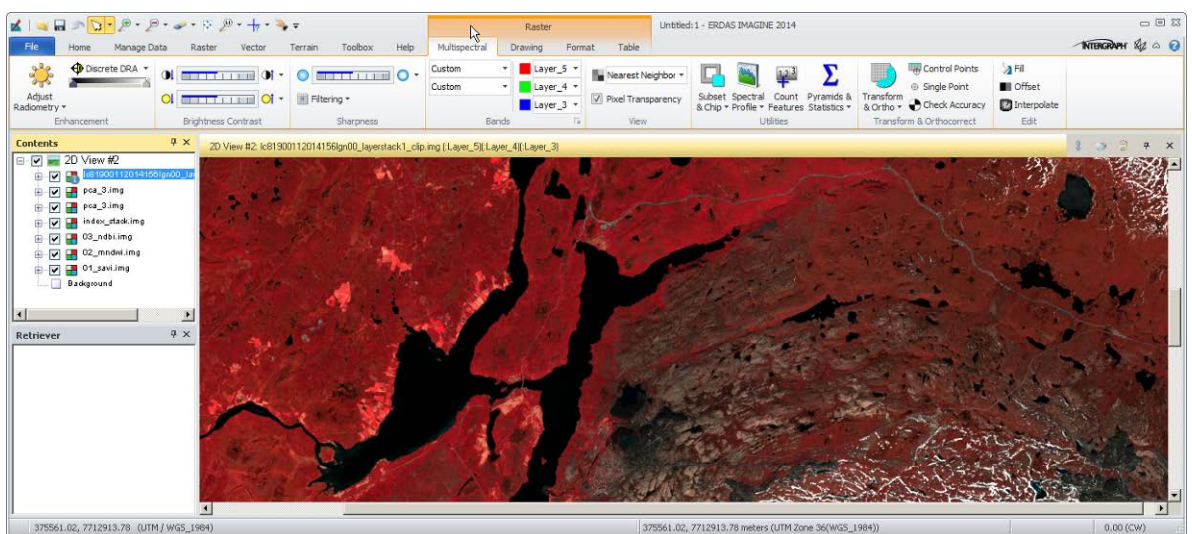 Raster
Untitled:1 - ERDAS IMAGINE 2014
File Home Manage Data Raster Vector Terrain Toolbox Help Multispectral Drawing Format Table
INTERGRAPH
Adjust Radiometry
Discrete DRA
Enhancement
Brightness Contrast
Filtering
Sharpness
Custom
Custom
Layer_5
Layer_4
Layer_3
Bands
Nearest Neighbor
Pixel Transparency
View
Subset & Chip
Spectral Profile
Count Features
Pyramids & Statistics
Utilities
Transform & Ortho
Control Points
Single Point
Check Accuracy
Transform & Orthocorrect
Fill
Offset
Interpolate
Edit
Contents
2D View #2
lc81900112014156lgn00_la
pca_3.img
pca_3.img
index_stack.img
03_ndbi.img
02_mndwi.img
01_savi.img
Background
Retriever
2D View #2: lc81900112014156lgn00_layerstack1_clip.img (:Layer_5)(:Layer_4)(:Layer_3)
375561.02, 7712913.78 (UTM / WGS_1984)
375561.02, 7712913.78 meters (UTM Zone 36(WGS_1984))
0.00 (CW)